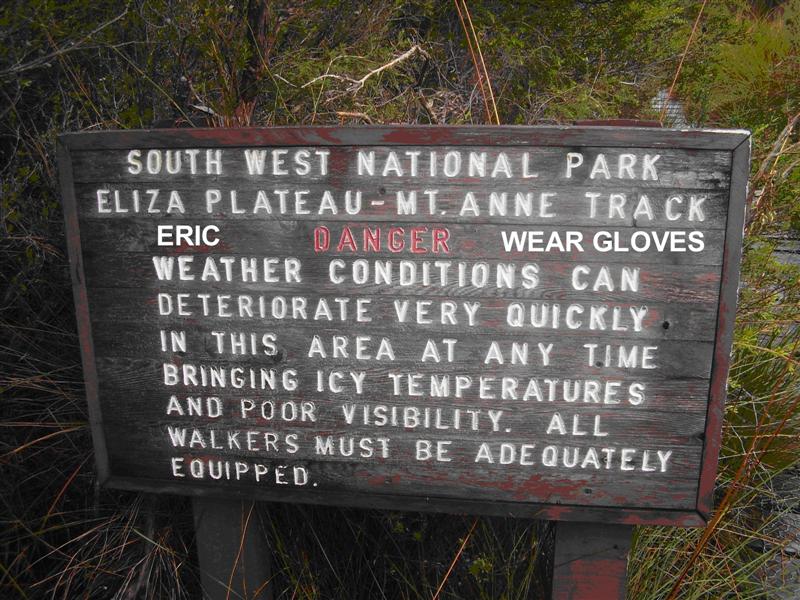 SOUTH WEST NATIONAL PARK
ELIZA PLATEAU-MT. ANNE TRACK
ERIC DANGER WEAR GLOVES
WEATHER CONDITIONS CAN
DETERIORATE VERY QUICKLY
IN THIS AREA AT ANY TIME
BRINGING ICY TEMPERATURES
AND POOR VISIBILITY. ALL
WALKERS MUST BE ADEQUATELY
EQUIPPED.